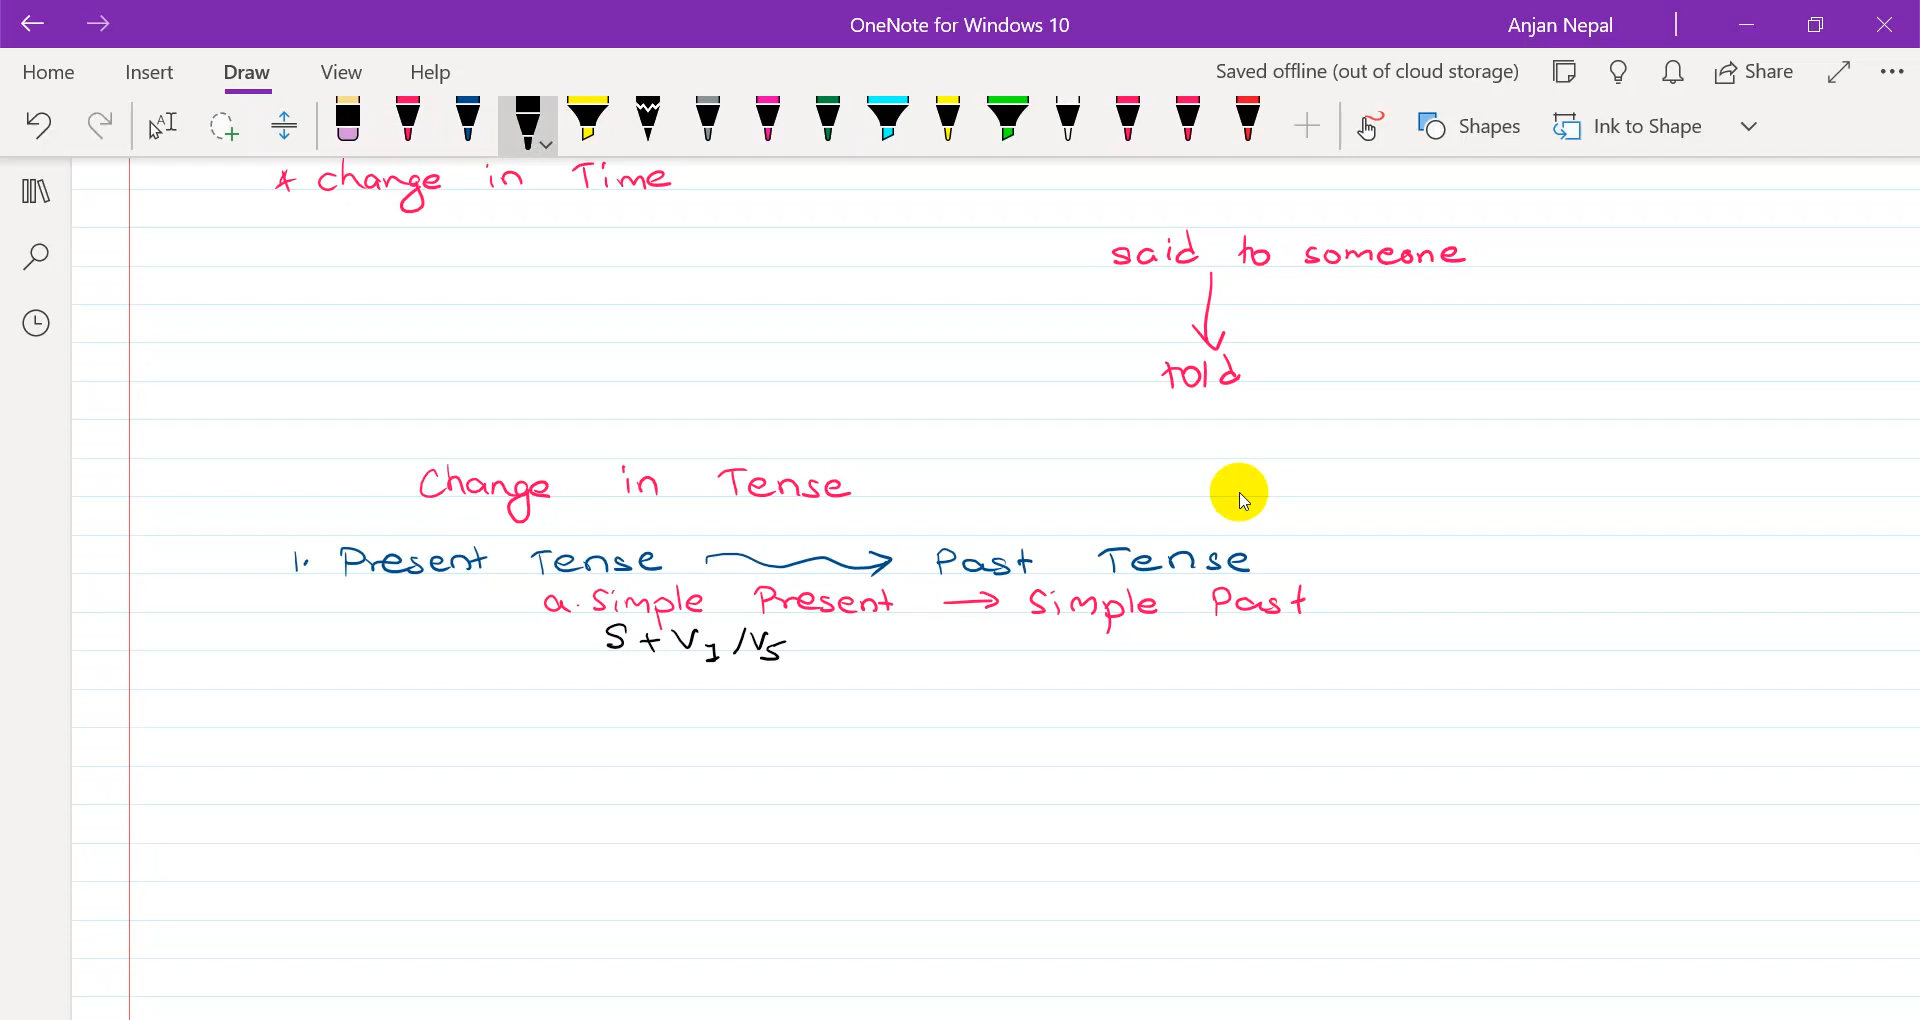 OneNote for Windows 10
Anjan Nepal
Home Insert Draw View Help
Saved offline (out of cloud storage)
Share
Shapes
Ink to Shape
* change in Time
said to someone
told
Change in Tense
1. Present Tense → Past Tense
a. Simple Present → Simple Past
S + V1 / V5